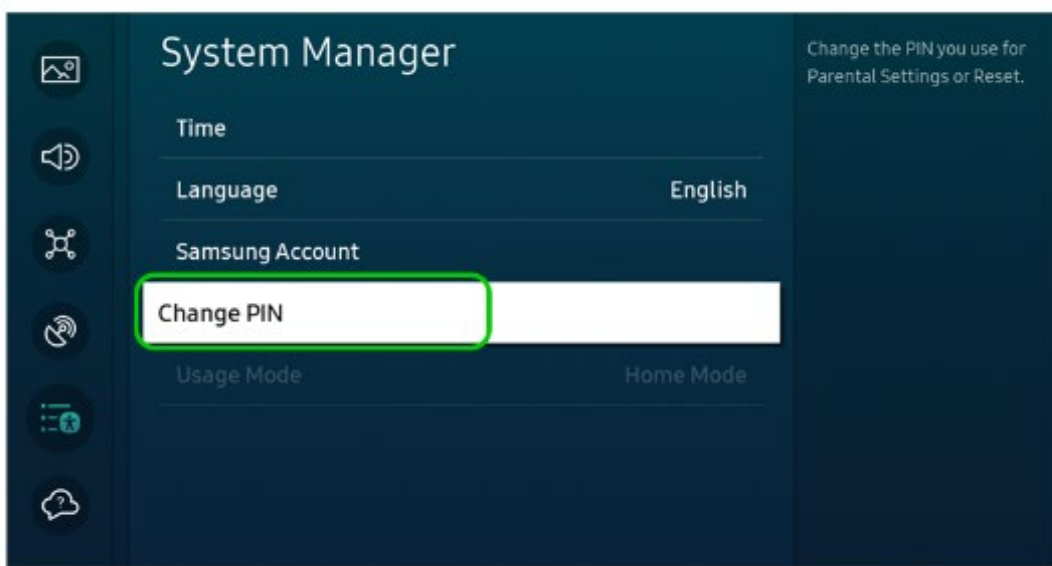 System Manager
Time
Language English
Samsung Account
Change PIN
Usage Mode Home Mode
Change the PIN you use for
Parental Settings or Reset.